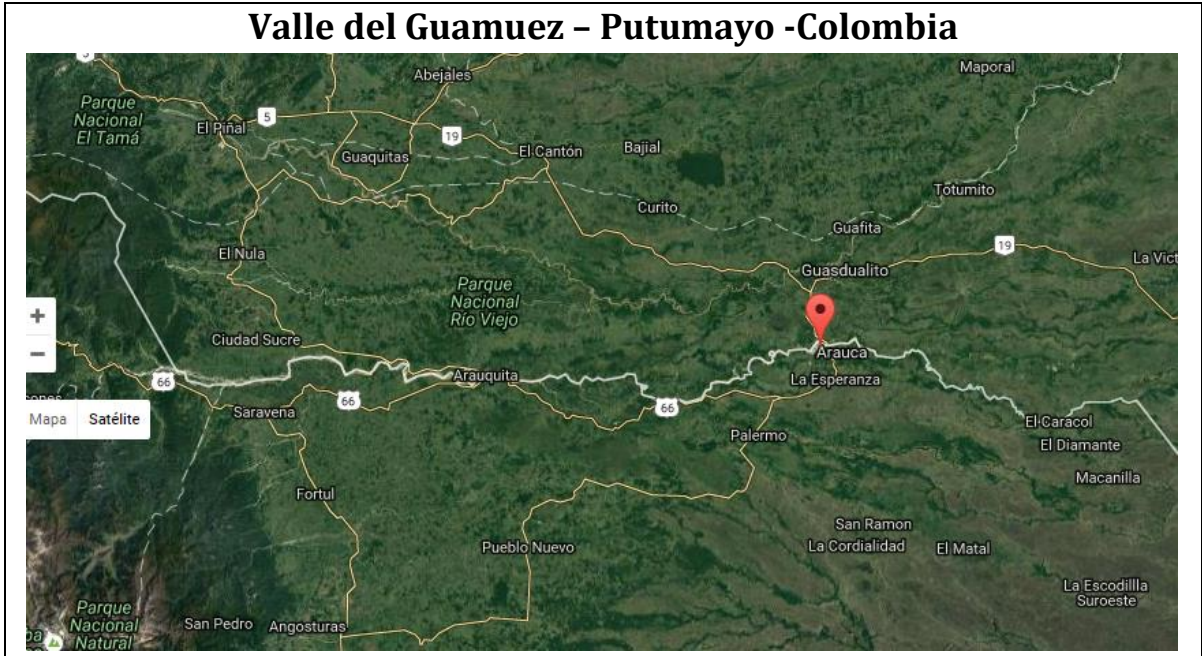 Valle del Guamuez – Putumayo -Colombia
Abejales
Maporal
Parque
Nacional
El Tamá
El Piñal
5
19
Guaquitas
El Cantón
Bajial
Totumito
Curito
Guafita
El Nula
19
La Vict
Guasdualito
Parque
Nacional
Río Viejo
+
−
Ciudad Sucre
Arauca
66
Arauquita
La Esperanza
66
66
Mapa Satélite
Saravena
El Caracol
Palermo
El Diamante
Macanilla
Fortul
San Ramon
Pueblo Nuevo
La Cordialidad
El Matal
La Escodillla
Suroeste
Parque
Nacional
Natural
San Pedro
Angosturas